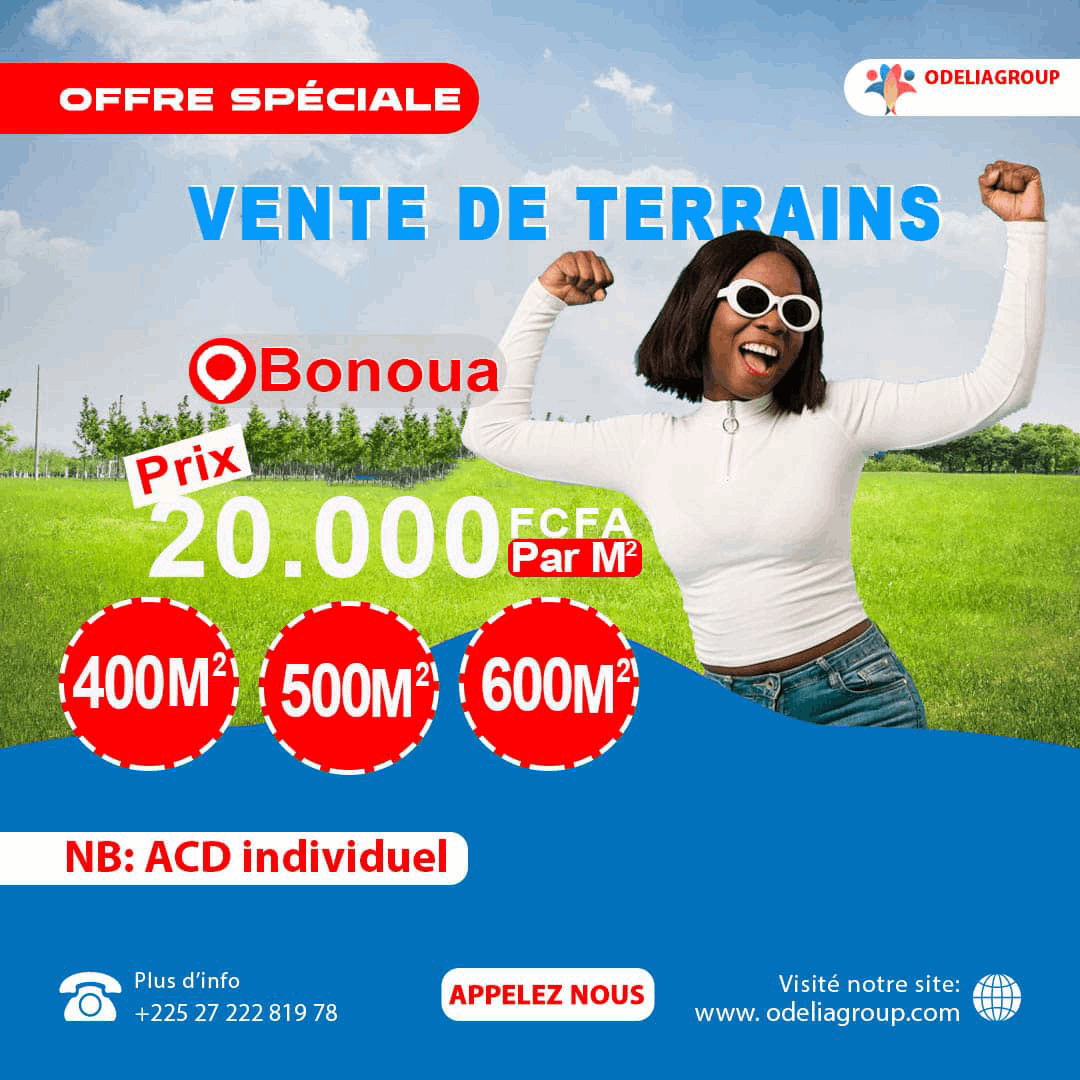 OFFRE SPÉCIALE
ODELIAGROUP
VENTE DE TERRAINS
Bonoua
Prix
20.000 FCFA
Par M²
400M²
500M²
600M²
NB: ACD individuel
Plus d'info
+225 27 222 819 78
APPELEZ NOUS
Visité notre site:
www. odeliagroup.com